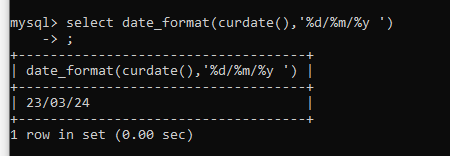 mysql> select date_format(curdate(),'%d/%m/%y ')
    -> ;
+----------------------------------+
| date_format(curdate(),'%d/%m/%y ') |
+----------------------------------+
| 23/03/24                         |
+----------------------------------+
1 row in set (0.00 sec)